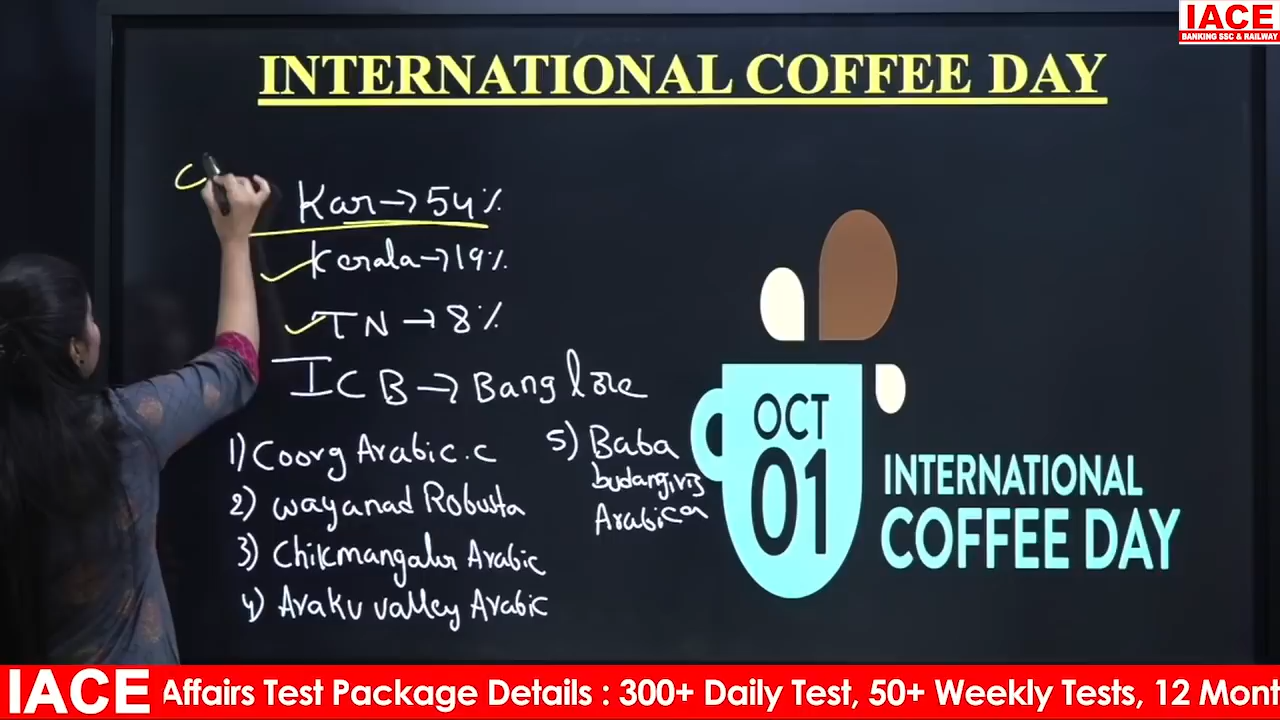 IACE
BANKING SSC & RAILWAY
INTERNATIONAL COFFEE DAY
Kar→54%
Kerala→19%
TN→8%
ICB→Banglore
1) Coorg Arabic.c
2) wayanad Robusta
3) Chikmangalur Arabic
4) Araku valley Arabic
5) Baba
budangiris
Arabica
OCT
01
INTERNATIONAL
COFFEE DAY
IACE Affairs Test Package Details : 300+ Daily Test, 50+ Weekly Tests, 12 Mont